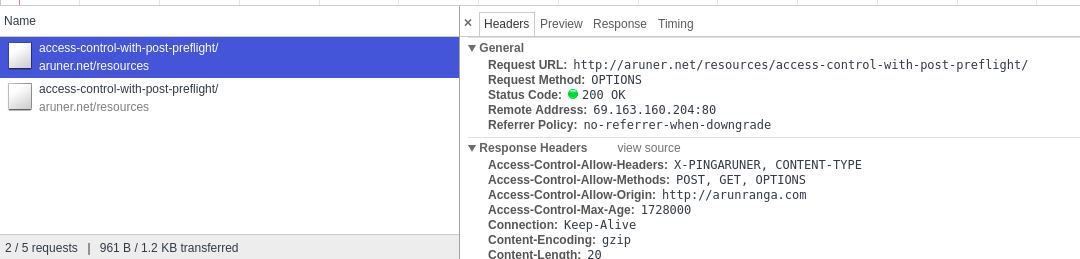 Name
access-control-with-post-preflight/
aruner.net/resources
access-control-with-post-preflight/
aruner.net/resources
2 / 5 requests | 961 B / 1.2 KB transferred
× Headers Preview Response Timing
General
Request URL: http://aruner.net/resources/access-control-with-post-preflight/
Request Method: OPTIONS
Status Code: 200 OK
Remote Address: 69.163.160.204:80
Referrer Policy: no-referrer-when-downgrade
Response Headers view source
Access-Control-Allow-Headers: X-PINGARUNER, CONTENT-TYPE
Access-Control-Allow-Methods: POST, GET, OPTIONS
Access-Control-Allow-Origin: http://arunranga.com
Access-Control-Max-Age: 1728000
Connection: Keep-Alive
Content-Encoding: gzip
Content-Length: 20